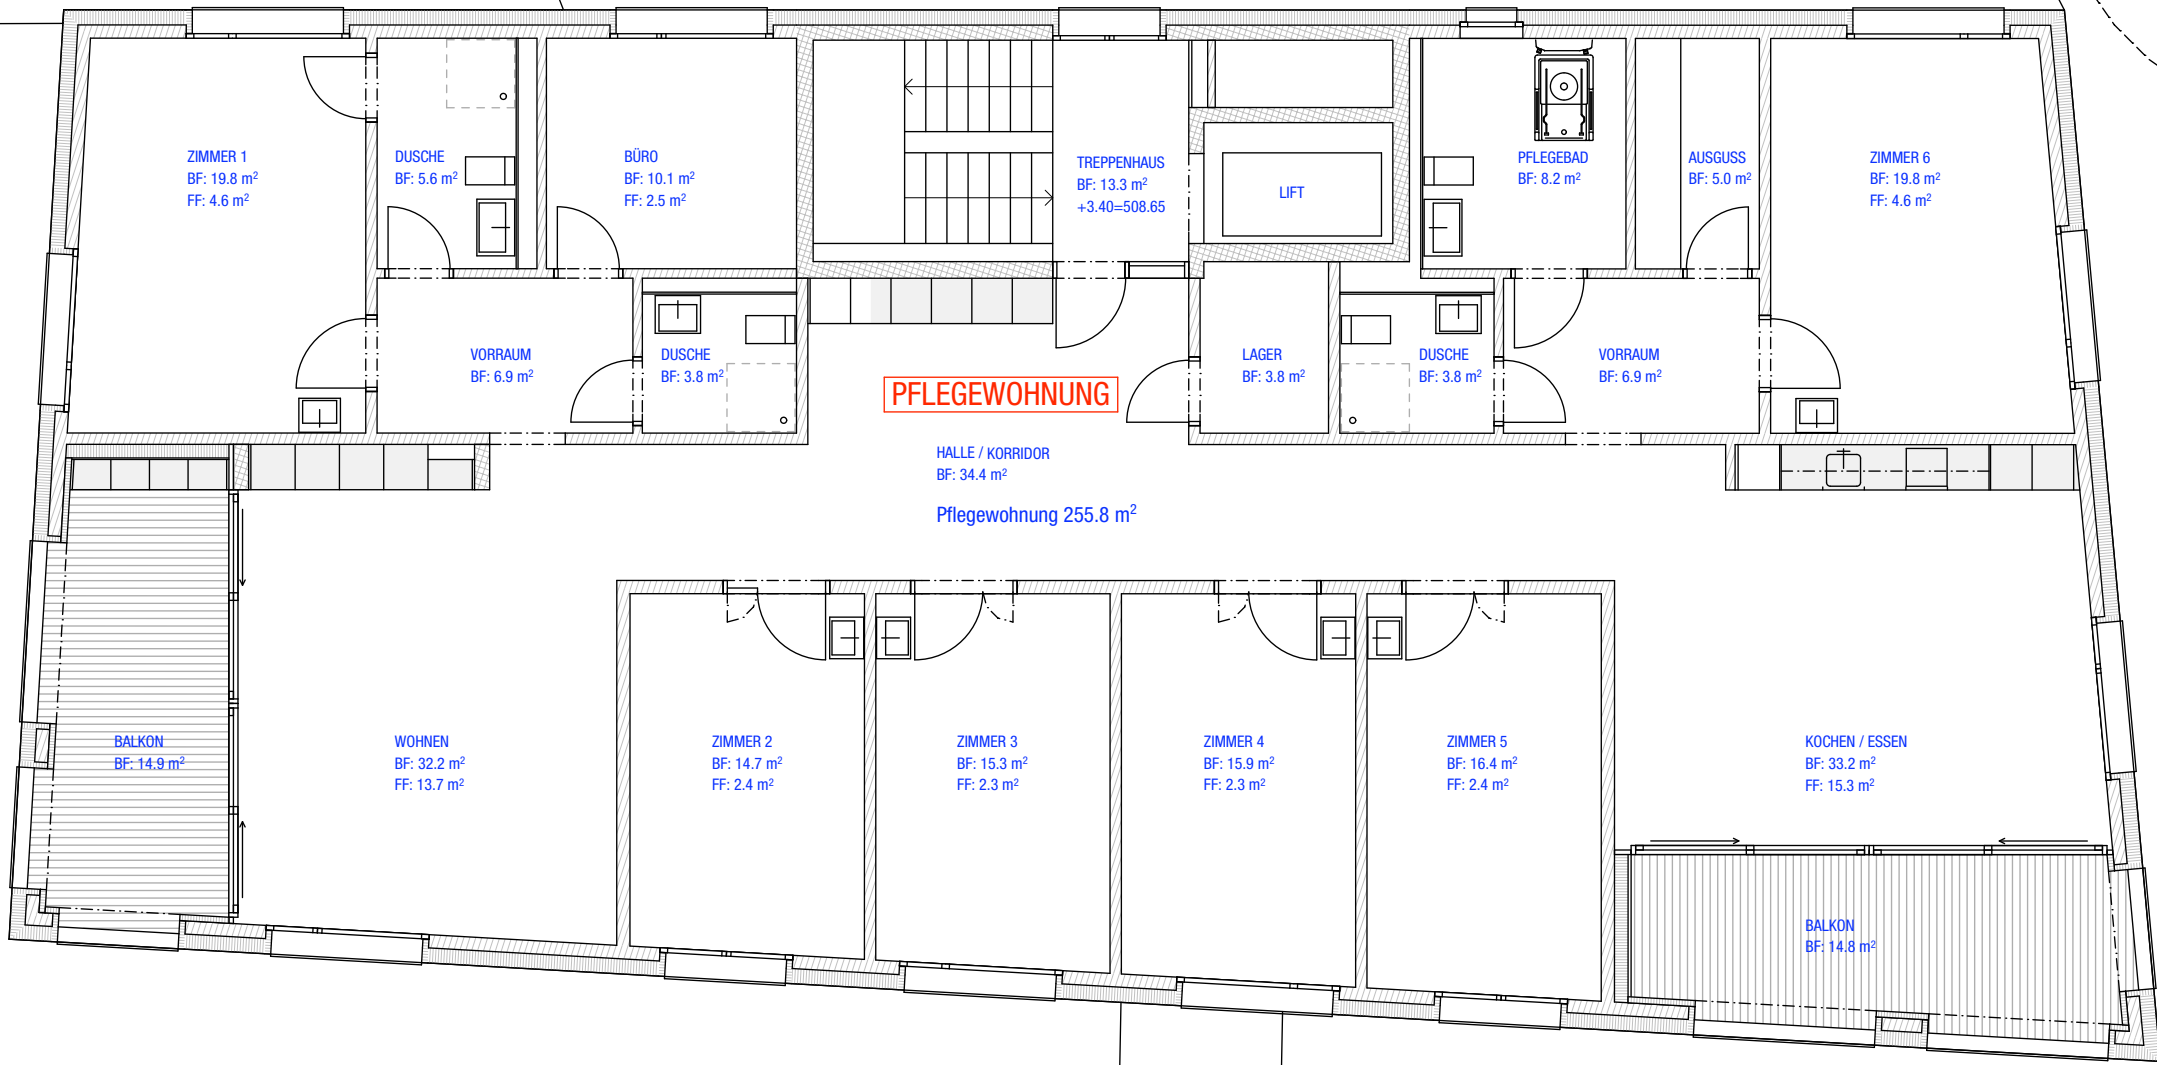 ZIMMER 1
BF: 19.8 m²
FF: 4.6 m²
DUSCHE
BF: 5.6 m²
BÜRO
BF: 10.1 m²
FF: 2.5 m²
TREPPENHAUS
BF: 13.3 m²
+3.40=508.65
LIFT
PFLEGEBAD
BF: 8.2 m²
AUSGUSS
BF: 5.0 m²
ZIMMER 6
BF: 19.8 m²
FF: 4.6 m²
VORRAUM
BF: 6.9 m²
DUSCHE
BF: 3.8 m²
PFLEGEWOHNUNG
LAGER
BF: 3.8 m²
DUSCHE
BF: 3.8 m²
VORRAUM
BF: 6.9 m²
HALLE / KORRIDOR
BF: 34.4 m²
Pflegewohnung 255.8 m²
BALKON
BF: 14.9 m²
WOHNEN
BF: 32.2 m²
FF: 13.7 m²
ZIMMER 2
BF: 14.7 m²
FF: 2.4 m²
ZIMMER 3
BF: 15.3 m²
FF: 2.3 m²
ZIMMER 4
BF: 15.9 m²
FF: 2.3 m²
ZIMMER 5
BF: 16.4 m²
FF: 2.4 m²
KOCHEN / ESSEN
BF: 33.2 m²
FF: 15.3 m²
BALKON
BF: 14.8 m²